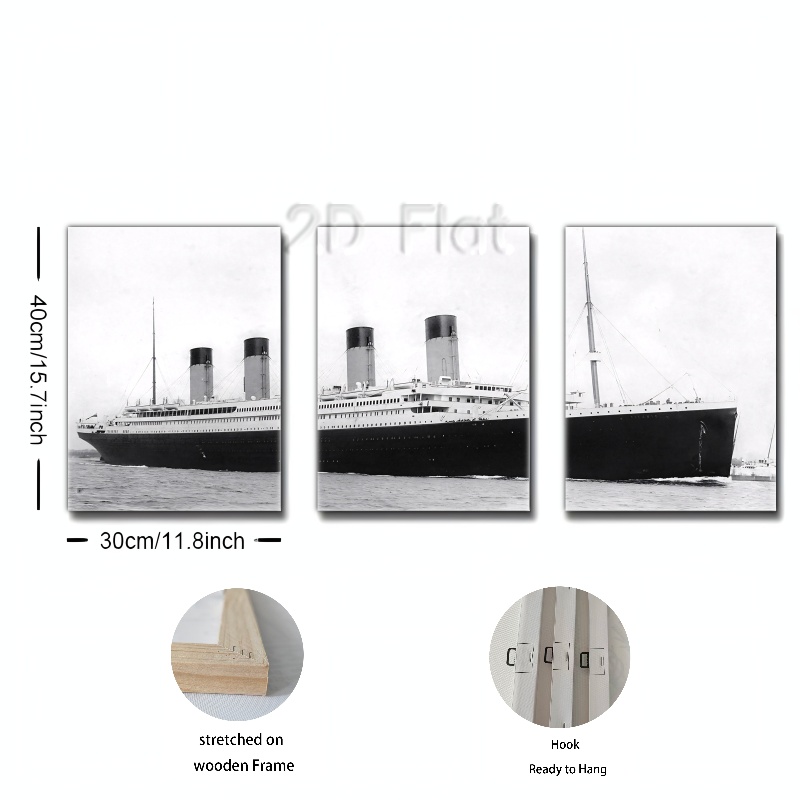 2D Flat
40cm/15.7inch
30cm/11.8inch
stretched on
wooden Frame
Hook
Ready to Hang